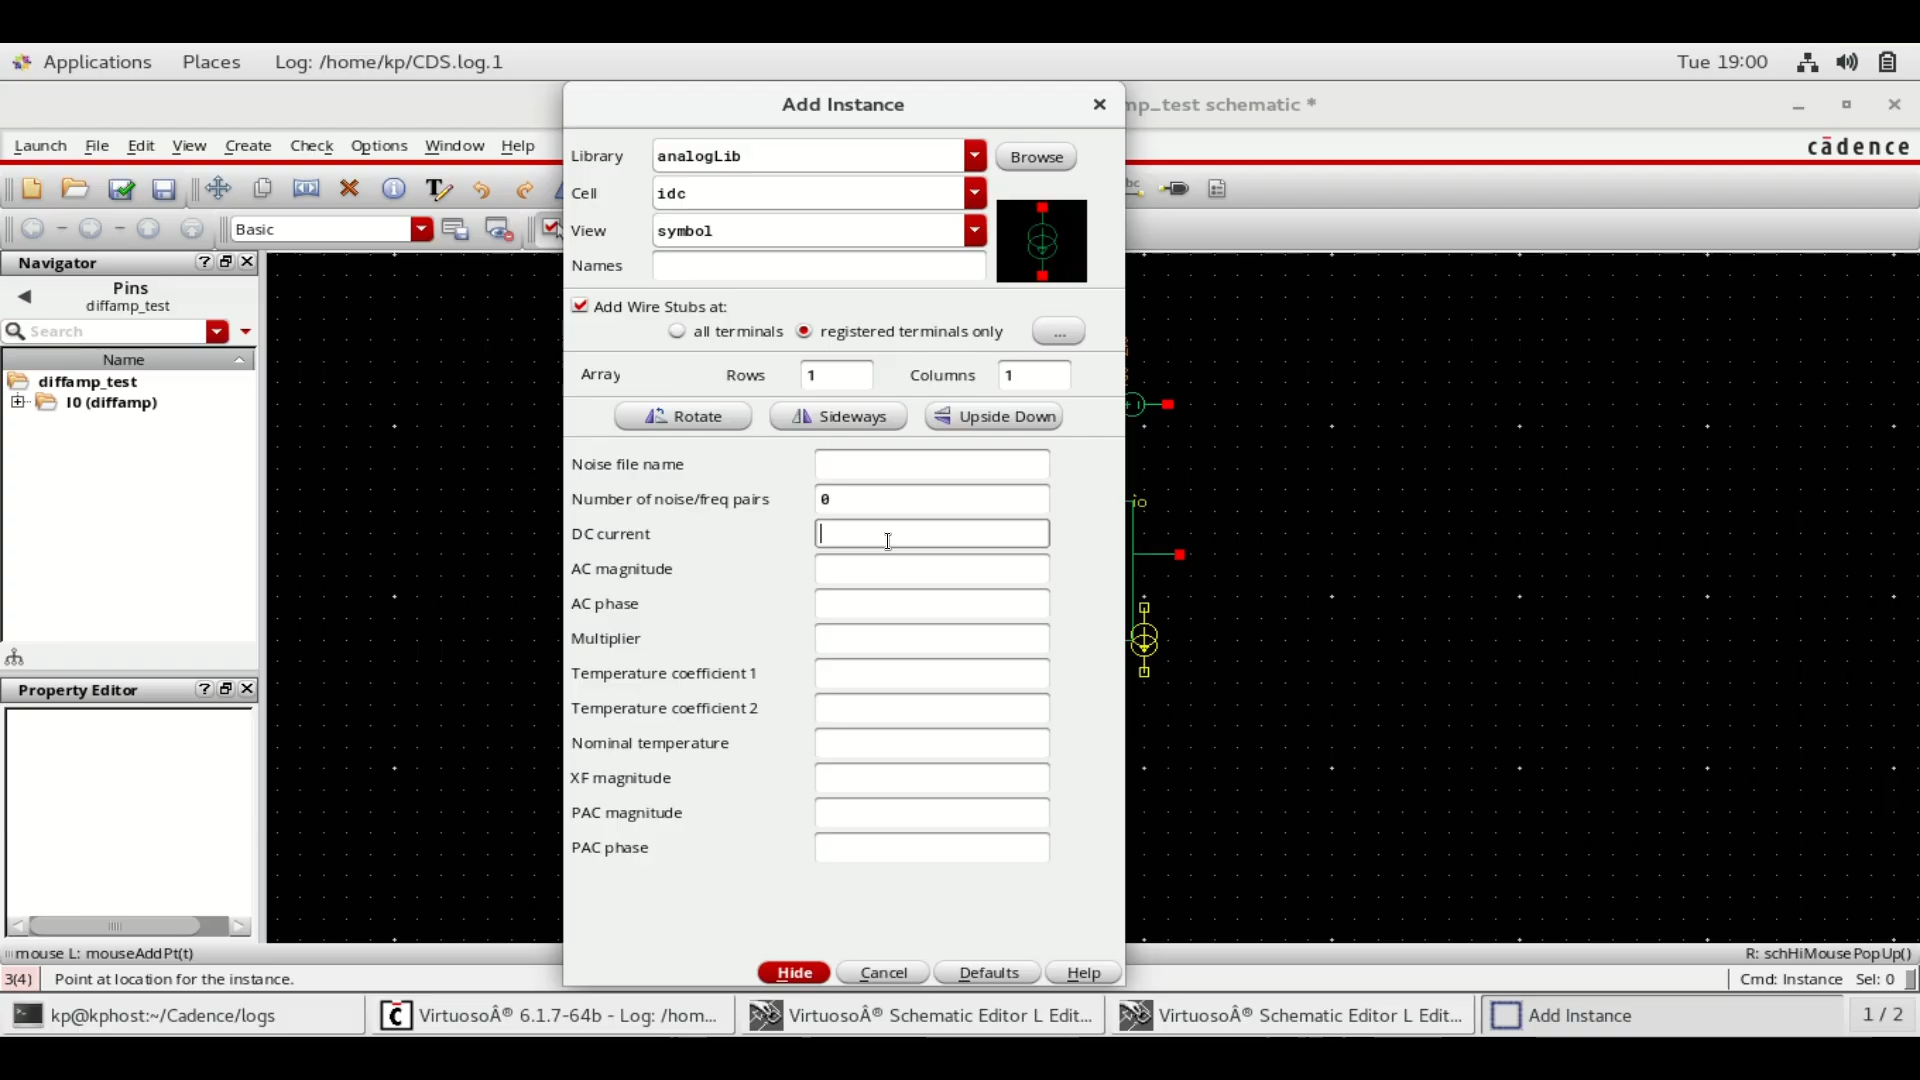 Applications Places Log: /home/kp/CDS.log.1 Tue 19:00
Add Instance
mp_test schematic *
Launch File Edit View Create Check Options Window Help
cādence
Library analogLib Browse
Cell idc
View symbol
Names
Basic
Navigator
Pins
diffamp_test
Search
Name
diffamp_test
I0 (diffamp)
Add Wire Stubs at:
all terminals registered terminals only ...
Array Rows 1 Columns 1
Rotate Sideways Upside Down
Noise file name
Number of noise/freq pairs 0
DC current
AC magnitude
AC phase
Multiplier
Temperature coefficient 1
Temperature coefficient 2
Nominal temperature
XF magnitude
PAC magnitude
PAC phase
Property Editor
Hide Cancel Defaults Help
mouse L: mouseAddPt(t) R: schHiMousePopUp()
3(4) Point at location for the instance. Cmd: Instance Sel: 0
kp@kphost:~/Cadence/logs VirtuosoÂ® 6.1.7-64b - Log: /hom... VirtuosoÂ® Schematic Editor L Edit... VirtuosoÂ® Schematic Editor L Edit... Add Instance 1 / 2